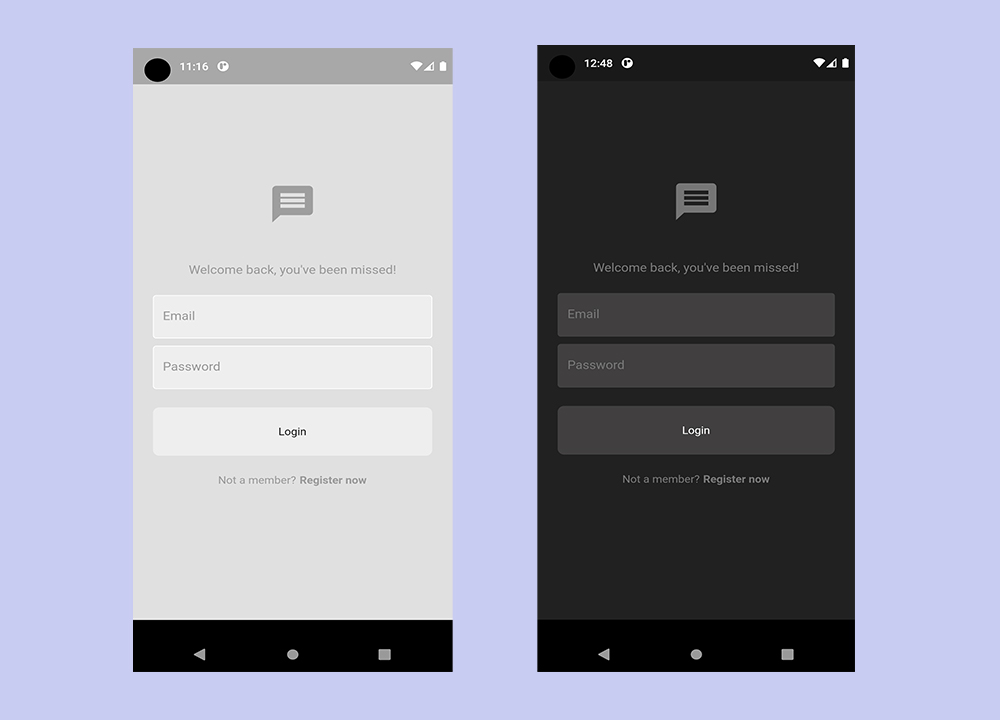 11:16
Welcome back, you've been missed!
Email
Password
Login
Not a member? Register now
12:48
Welcome back, you've been missed!
Email
Password
Login
Not a member? Register now